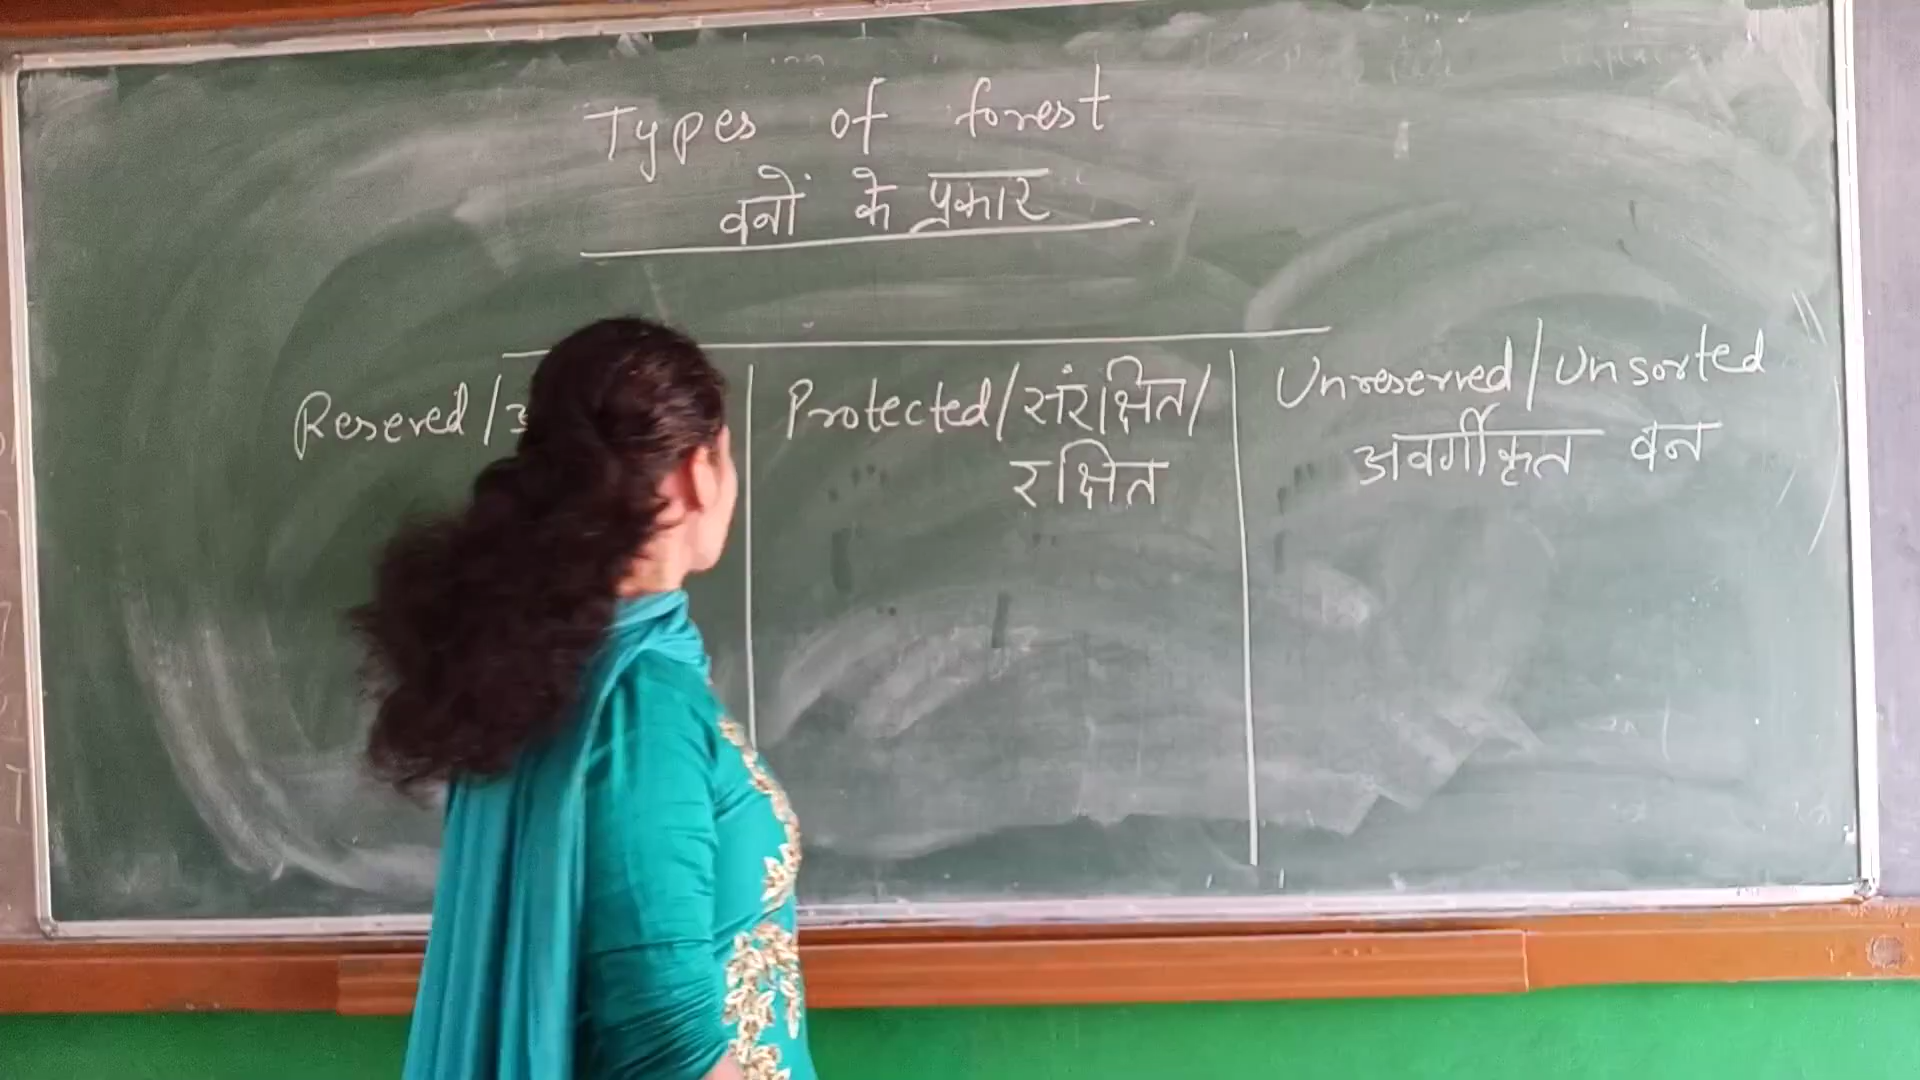 Types of forest
वनों के प्रकार
Reserved /
Protected / संरक्षित /
रक्षित
Unreserved / Unsorted
अवर्गीकृत वन